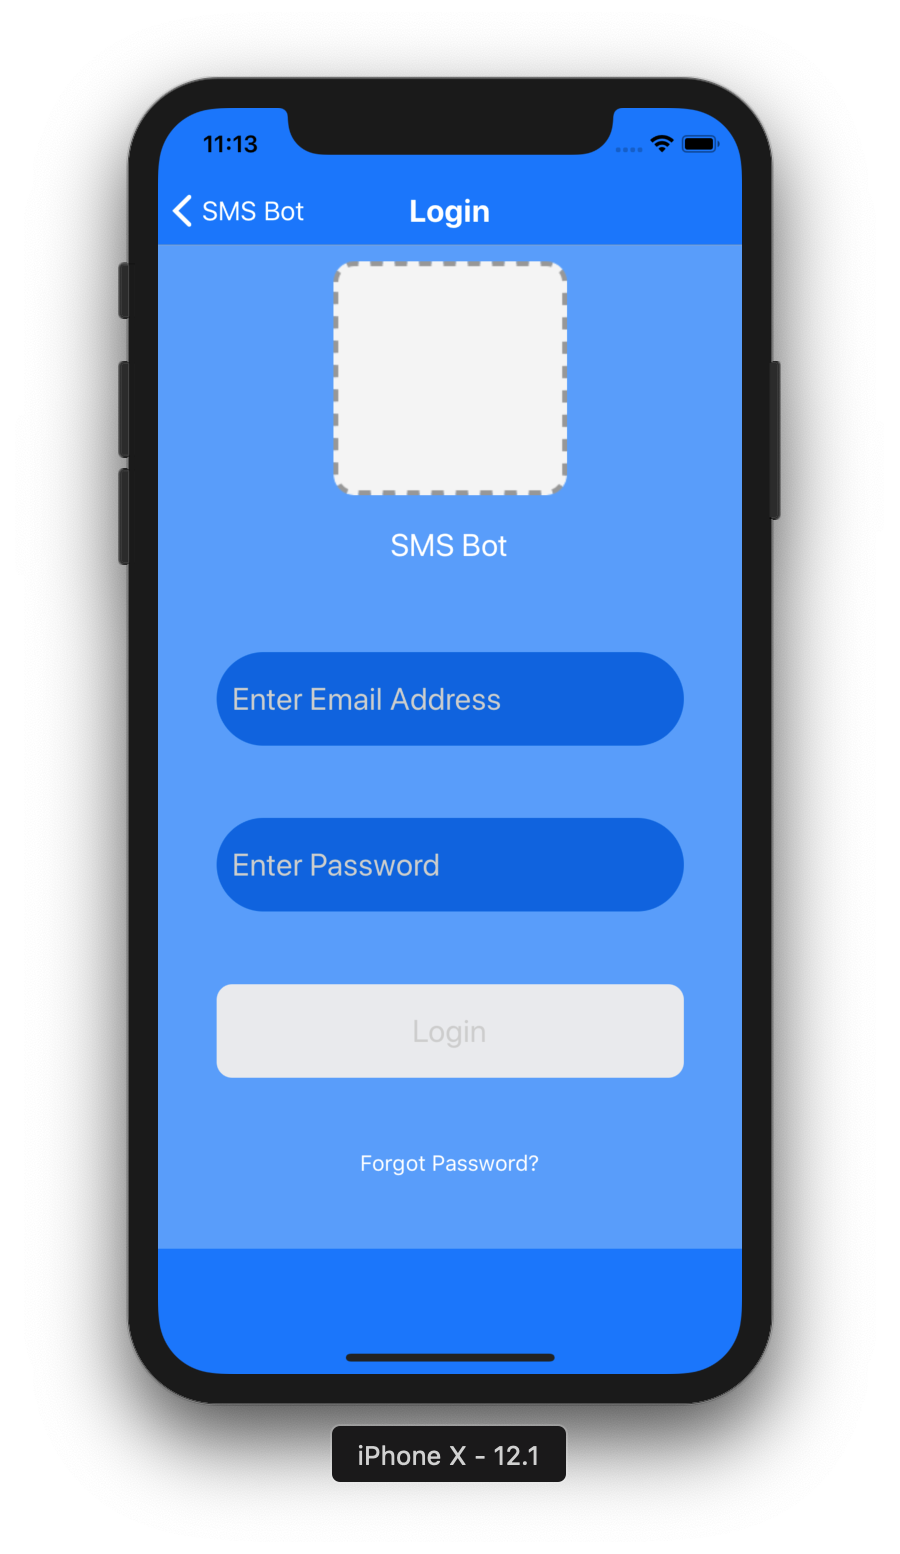 11:13
SMS Bot
Login
SMS Bot
Enter Email Address
Enter Password
Login
Forgot Password?
iPhone X - 12.1